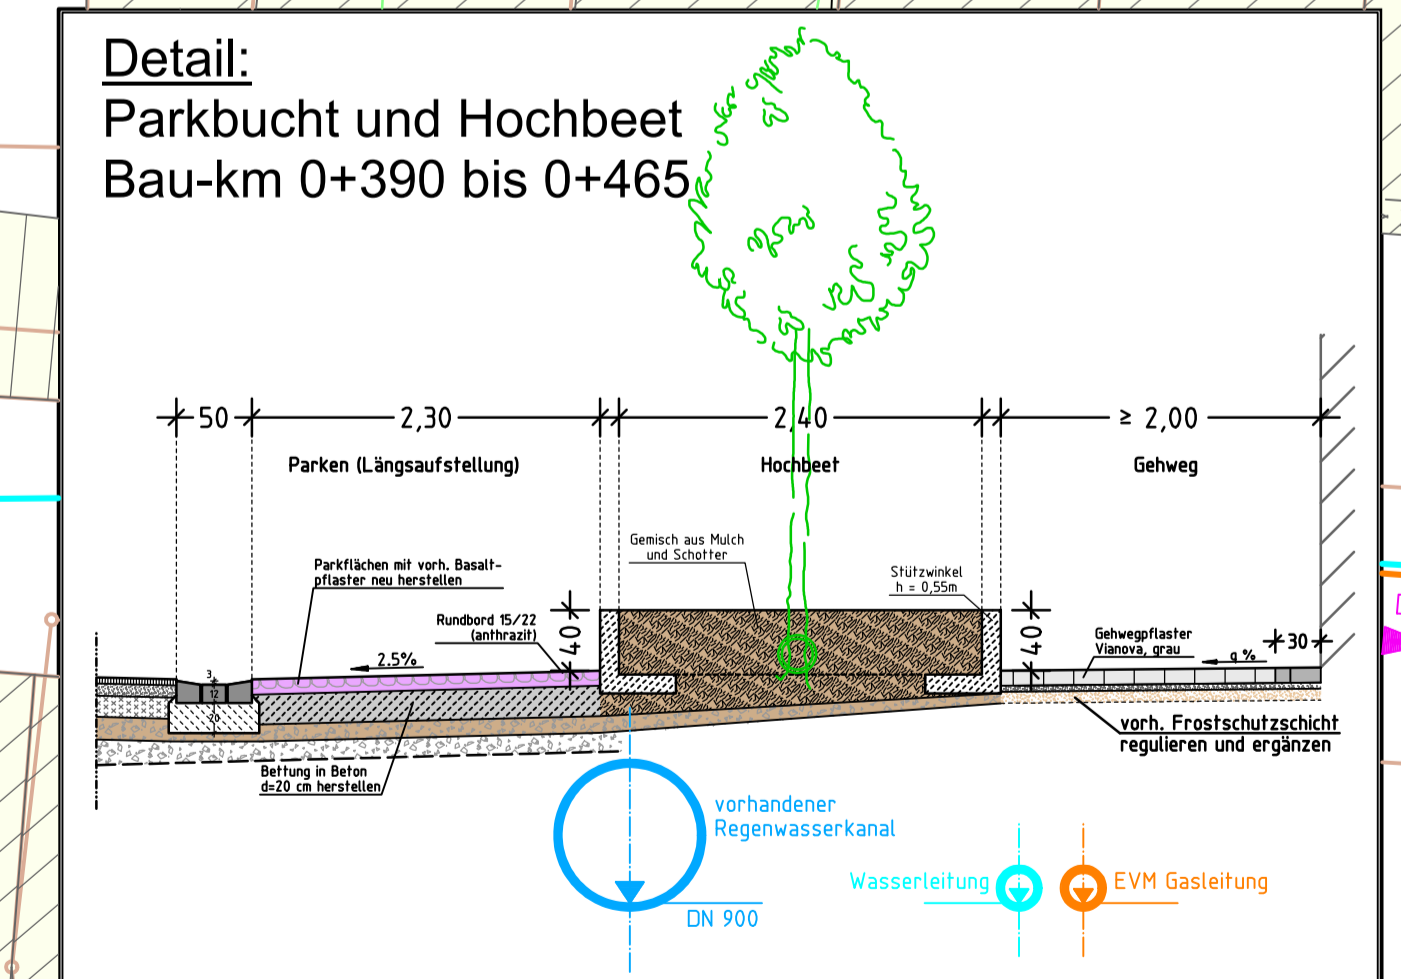 Detail:
Parkbucht und Hochbeet
Bau-km 0+390 bis 0+465
50
2,30
2,40
≥ 2,00
Parken (Längsaufstellung)
Hochbeet
Gehweg
Gemisch aus Mulch
und Schotter
Parkflächen mit vorh. Basalt-
pflaster neu herstellen
Stützwinkel
h = 0,55m
Rundbord 15/22
(anthrazit)
40
40
Gehwegpflaster
Vianova, grau
30
2.5%
q %
3
12
20
vorh. Frostschutzschicht
regulieren und ergänzen
Bettung in Beton
d=20 cm herstellen
vorhandener
Regenwasserkanal
DN 900
Wasserleitung
EVM Gasleitung